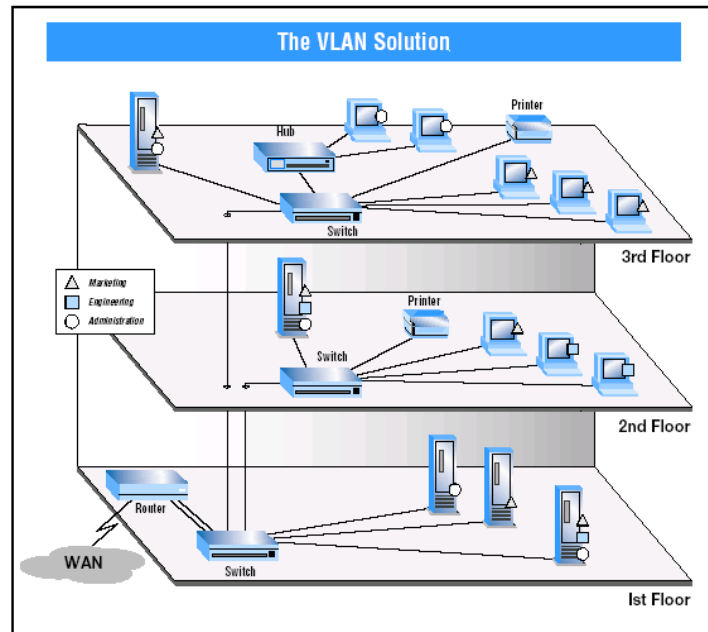 The VLAN Solution
Printer
Hub
Switch
3rd Floor
Marketing
Engineering
Administration
Printer
Switch
2nd Floor
Router
WAN
Switch
Ist Floor